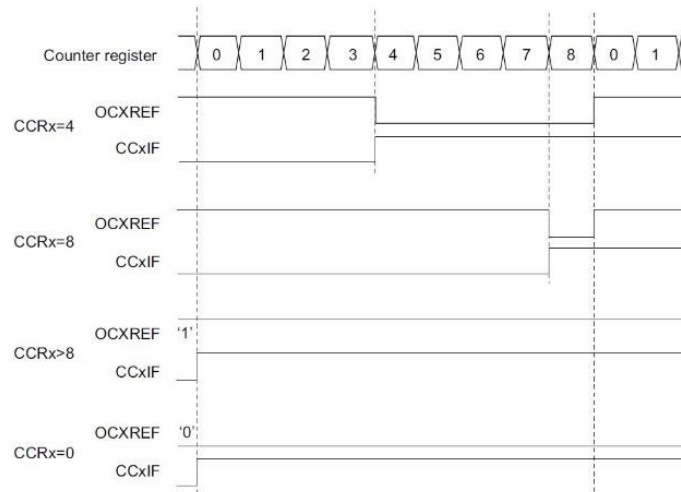 Counter register 0 1 2 3 4 5 6 7 8 0 1
OCXREF
CCRx=4
CCxIF
OCXREF
CCRx=8
CCxIF
OCXREF '1'
CCRx>8
CCxIF
OCXREF '0'
CCRx=0
CCxIF